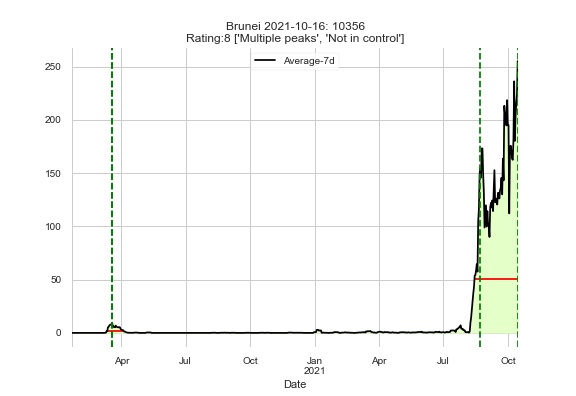 Brunei 2021-10-16: 10356
Rating:8 ['Multiple peaks', 'Not in control']
Average-7d
250
200
150
100
50
0
Apr
Jul
Oct
Jan
2021
Apr
Jul
Oct
Date